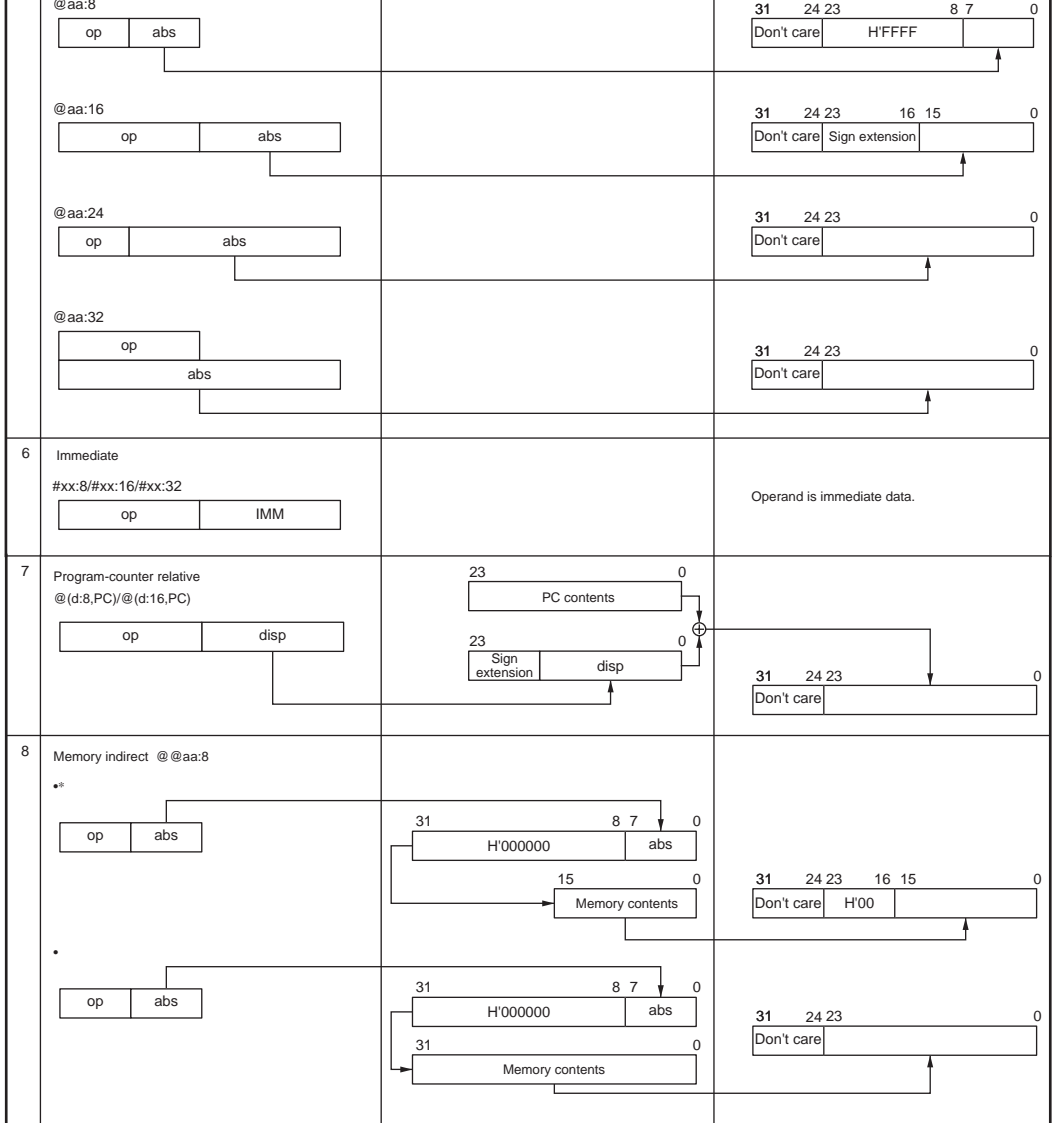 @aa:8
31 24 23 8 7 0
op abs
Don't care H'FFFF
@aa:16
31 24 23 16 15 0
op abs
Don't care Sign extension
@aa:24
31 24 23 0
op abs
Don't care
@aa:32
op
31 24 23 0
abs
Don't care
6 Immediate
#xx:8/#xx:16/#xx:32
Operand is immediate data.
op IMM
7 Program-counter relative
@(d:8,PC)/@(d:16,PC)
23 0
PC contents
op disp
23 0
Sign extension disp
31 24 23 0
Don't care
8 Memory indirect @@aa:8
•*
31 8 7 0
op abs
H'000000 abs
15 0
Memory contents
31 24 23 16 15 0
Don't care H'00
•
31 8 7 0
op abs
H'000000 abs
31 0
Memory contents
31 24 23 0
Don't care